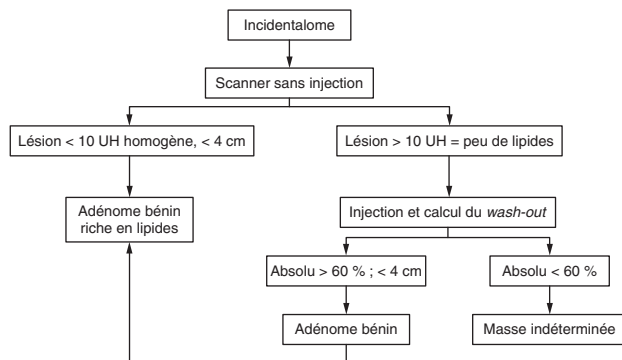 Incidentalome
Scanner sans injection
Lésion < 10 UH homogène, < 4 cm
Lésion > 10 UH = peu de lipides
Adénome bénin
riche en lipides
Injection et calcul du wash-out
Absolu > 60 % ; < 4 cm
Absolu < 60 %
Adénome bénin
Masse indéterminée